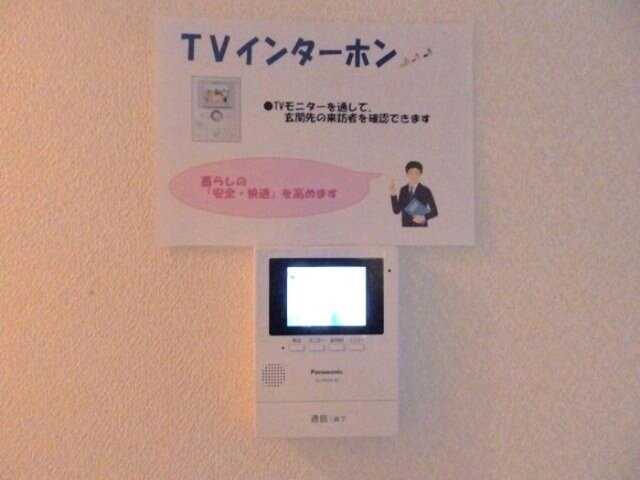 TVインターホン
●TVモニターを通して、
玄関先の来訪者を確認できます
暮らしの
「安全・快適」を高めます
Panasonic
通話・終了